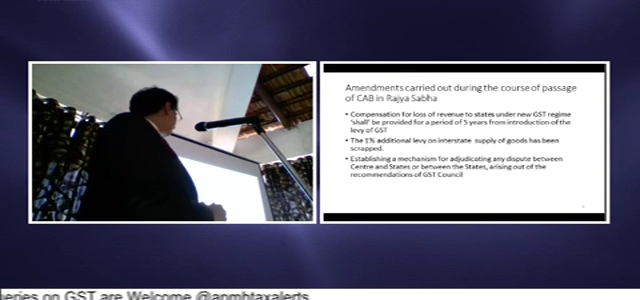 Amendments carried out during the course of passage
of CAB in Rajya Sabha
• Compensation for loss of revenue to states under new GST regime
'shall' be provided for a period of 5 years from introduction of the
levy of GST
• The 1% additional levy on interstate supply of goods has been
scrapped.
• Establishing a mechanism for adjudicating any dispute between
Centre and States or between the States, arising out of the
recommendations of GST Council
ueries on GST are Welcome @apmhtaxalerts